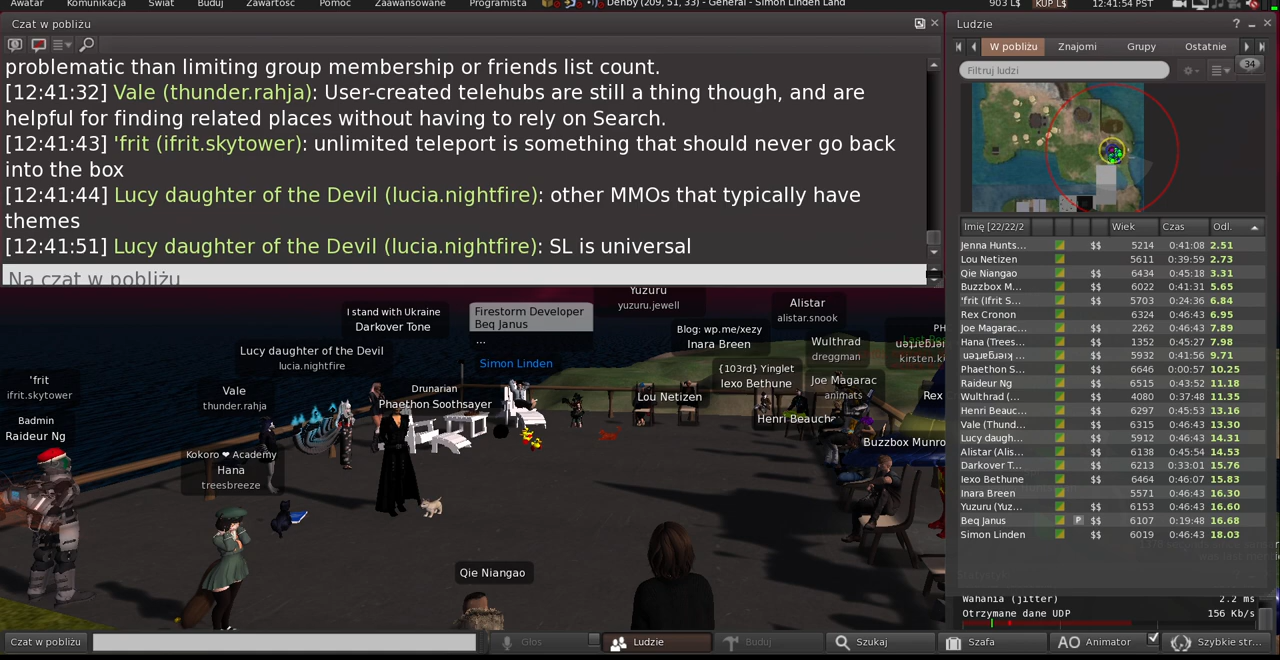 Awatar Komunikacja Świat Buduj Zawartość Pomoc Zaawansowane Programista Denby (209, 51, 33) - General - Simon Linden Land 903 L$ KUP L$ 12:41:54 PST
Czat w pobliżu
problematic than limiting group membership or friends list count.
[12:41:32] Vale (thunder.rahja): User-created telehubs are still a thing though, and are
helpful for finding related places without having to rely on Search.
[12:41:43] 'frit (ifrit.skytower): unlimited teleport is something that should never go back
into the box
[12:41:44] Lucy daughter of the Devil (lucia.nightfire): other MMOs that typically have
themes
[12:41:51] Lucy daughter of the Devil (lucia.nightfire): SL is universal
Na czat w pobliżu
Yuzuru
yuzuru.jewell
I stand with Ukraine
Darkover Tone
Firestorm Developer
Beq Janus
...
Simon Linden
Alistar
alistar.snook
Blog: wp.me/xezy
Inara Breen
Wulthrad
dreggman
kirsten.k
Lucy daughter of the Devil
lucia.nightfire
{103rd} Yinglet
Iexo Bethune
Joe Magarac
animats
'frit
ifrit.skytower
Vale
thunder.rahja
Drunarian
Phaethon Soothsayer
Lou Netizen
Rex
Henri Beaucha
Badmin
Raideur Ng
Buzzbox Munro
Kokoro ❤ Academy
Hana
treesbreeze
Qie Niangao
Ludzie
W pobliżu Znajomi Grupy Ostatnie
Filtruj ludzi
34
Imię [22/22/2 Wiek Czas Odl.
Jenna Hunts... $$ 5214 0:41:08 2.51
Lou Netizen 5611 0:39:59 2.73
Qie Niangao $$ 6434 0:45:18 3.31
Buzzbox M... $$ 6022 0:41:31 5.65
'frit (Ifrit S... $$ 5703 0:24:36 6.84
Rex Cronon 6324 0:46:43 6.95
Joe Magarac... $$ 2262 0:46:43 7.89
Hana (Trees... $$ 1352 0:45:27 7.98
$$ 5932 0:41:56 9.71
Phaethon S... $$ 6646 0:00:57 10.25
Raideur Ng $$ 6515 0:43:52 11.18
Wulthrad (... $$ 4080 0:37:48 11.35
Henri Beauc... $$ 6297 0:45:53 13.16
Vale (Thund... $$ 6315 0:46:43 13.30
Lucy daugh... $$ 5912 0:46:43 14.31
Alistar (Alis... $$ 6138 0:45:54 14.53
Darkover T... $$ 6213 0:33:01 15.76
Iexo Bethune $$ 6464 0:46:07 15.83
Inara Breen 5571 0:46:43 16.30
Yuzuru (Yuz... $$ 6153 0:46:43 16.60
Beq Janus P $$ 6107 0:19:48 16.68
Simon Linden $$ 6019 0:46:43 18.03
Wahania (jitter) 2.2 ms
Otrzymane dane UDP 156 Kb/s
Czat w pobliżu Głos Ludzie Buduj Szukaj Szafa AO Animator Szybkie str...